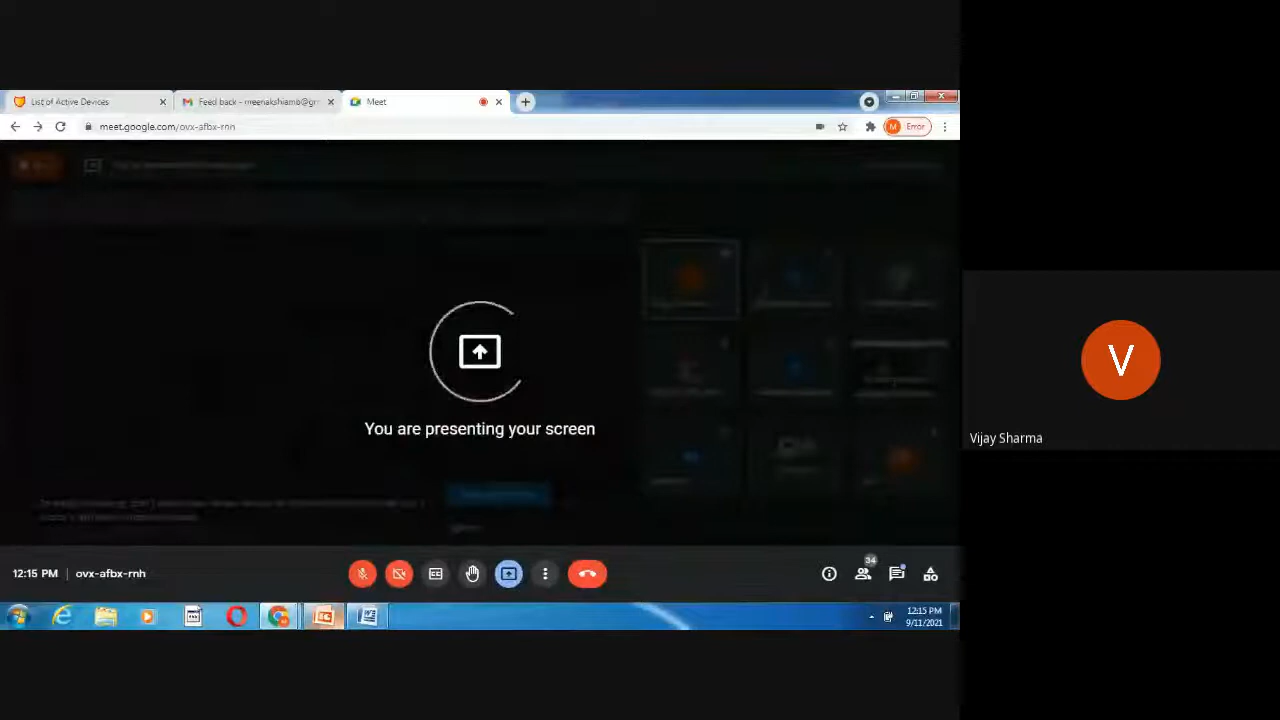 List of Active Devices
Feed back - meenakshiamb@gr
Meet
meet.google.com/ovx-afbx-rnh
M
Error
You are presenting your screen
V
Vijay Sharma
12:15 PM | ovx-afbx-rnh
34
12:15 PM
9/11/2021